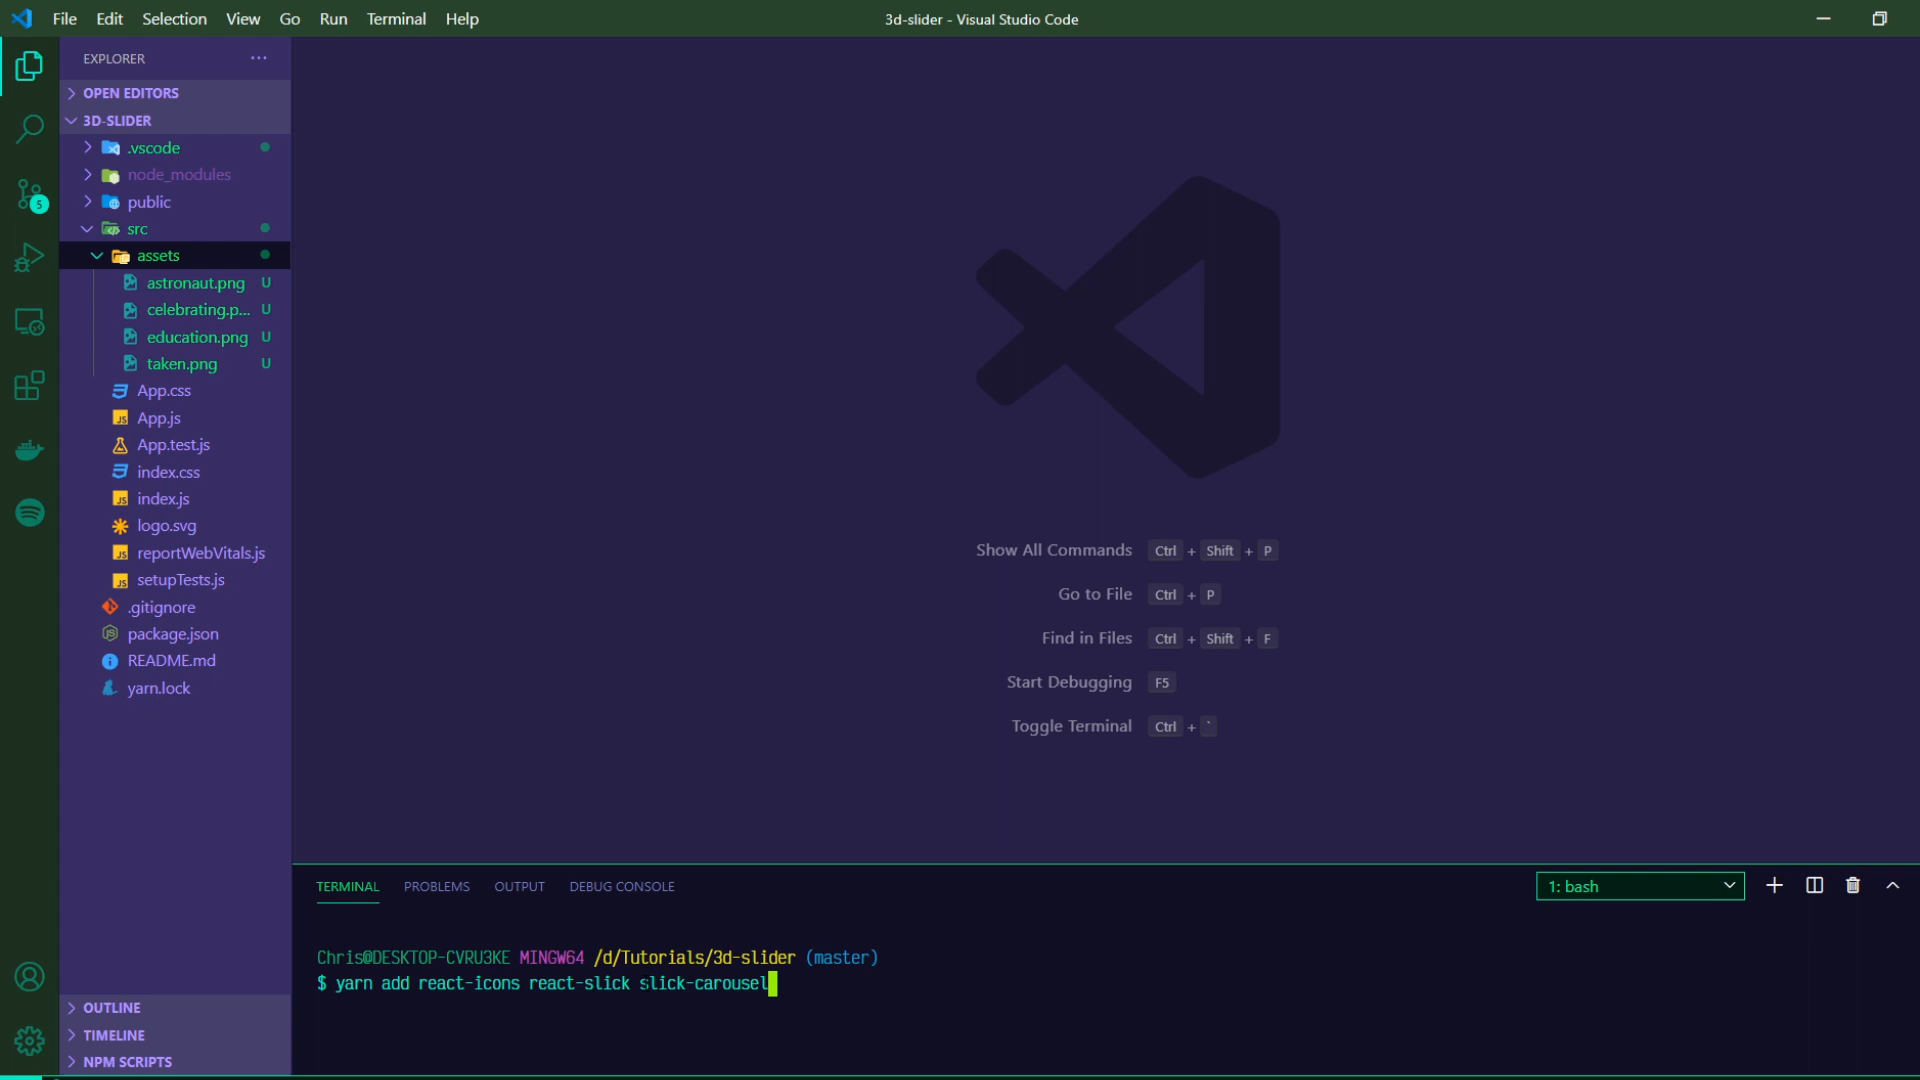 File Edit Selection View Go Run Terminal Help
3d-slider - Visual Studio Code
EXPLORER
OPEN EDITORS
3D-SLIDER
.vscode
node_modules
public
src
assets
astronaut.png U
celebrating.p... U
education.png U
taken.png U
App.css
JS App.js
App.test.js
index.css
JS index.js
logo.svg
JS reportWebVitals.js
JS setupTests.js
.gitignore
package.json
README.md
yarn.lock
5
OUTLINE
TIMELINE
NPM SCRIPTS
Show All Commands Ctrl + Shift + P
Go to File Ctrl + P
Find in Files Ctrl + Shift + F
Start Debugging F5
Toggle Terminal Ctrl + `
TERMINAL PROBLEMS OUTPUT DEBUG CONSOLE
1: bash
Chris@DESKTOP-CVRU3KE MINGW64 /d/Tutorials/3d-slider (master)
$ yarn add react-icons react-slick slick-carousel